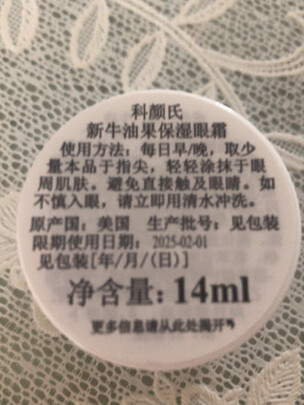 科颜氏
新牛油果保湿眼霜
使用方法：每日早/晚，取少
量本品于指尖，轻轻涂抹于眼
周肌肤。避免直接触及眼睛。如
不慎入眼，请立即用清水冲洗。
原产国：美国 生产批号：见包装
限期使用日期：2025-02-01
见包装[年/月/(日)]
净含量：14ml
更多信息请从此处揭开